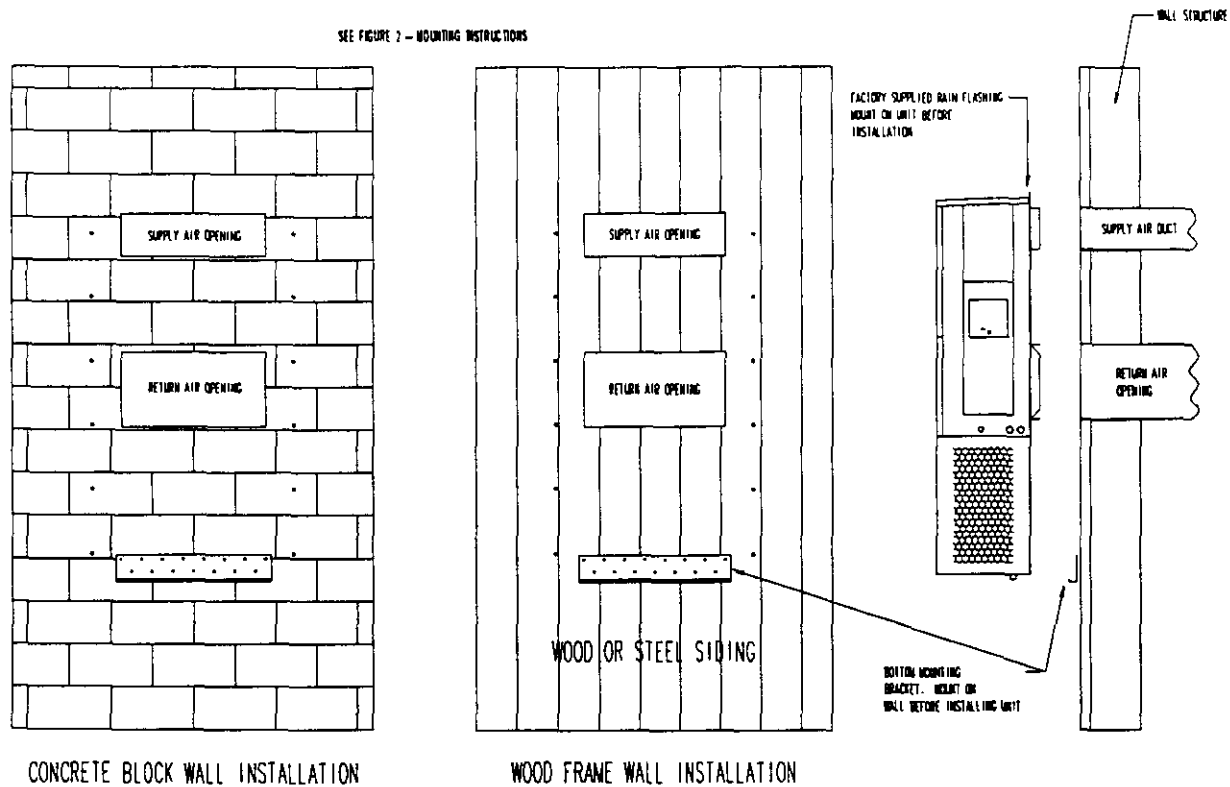 SEE FIGURE 2 – MOUNTING INSTRUCTIONS
WALL STRUCTURE
FACTORY SUPPLIED RAIN FLASHING
MOUNT ON UNIT BEFORE
INSTALLATION
SUPPLY AIR OPENING
SUPPLY AIR OPENING
SUPPLY AIR DUCT
RETURN AIR OPENING
RETURN AIR OPENING
RETURN AIR
OPENING
WOOD OR STEEL SIDING
BOTTOM MOUNTING
BRACKET. MOUNT ON
WALL BEFORE INSTALLING UNIT
CONCRETE BLOCK WALL INSTALLATION
WOOD FRAME WALL INSTALLATION